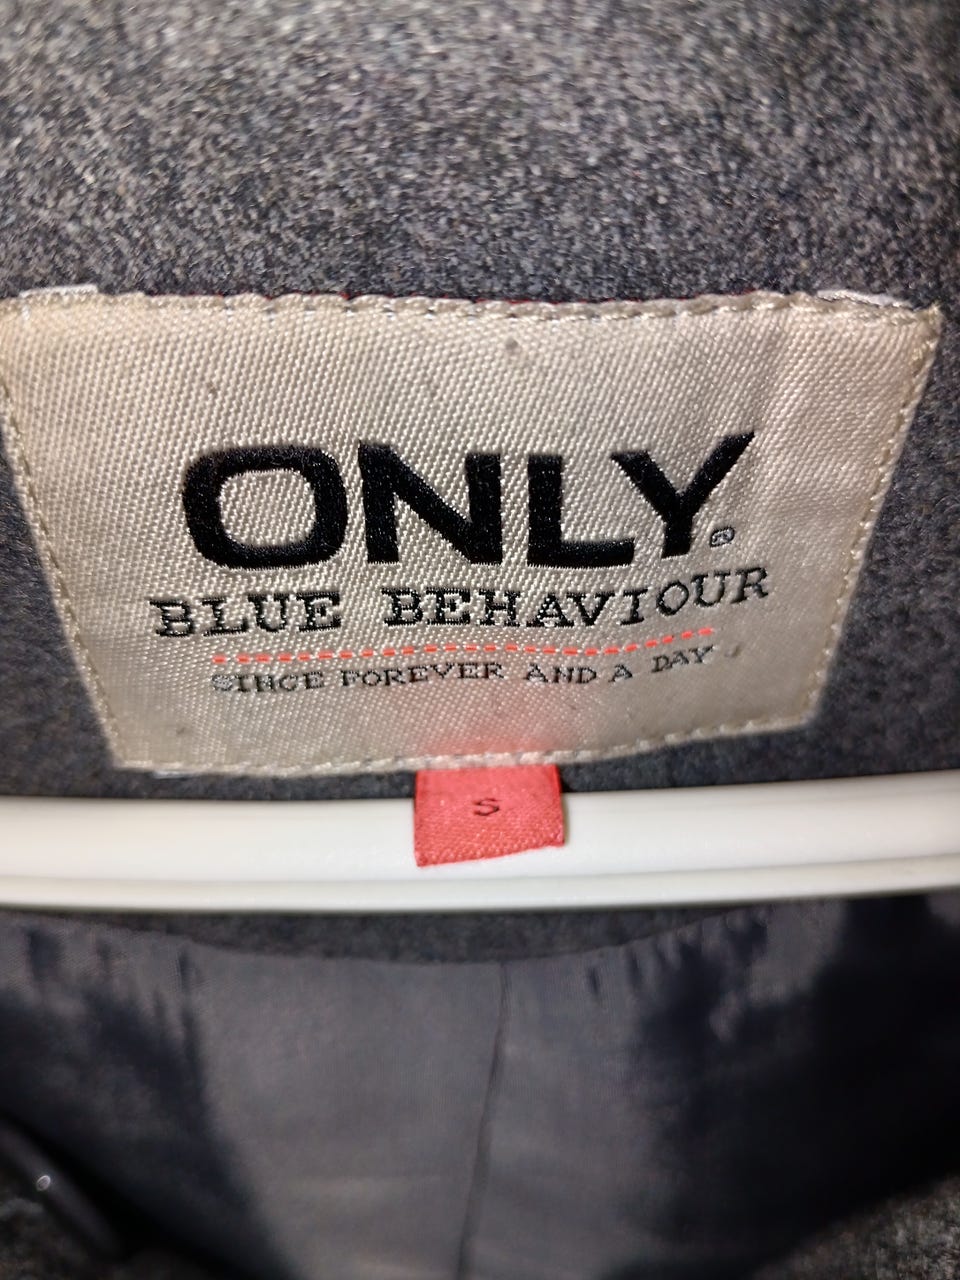 ONLY®
BLUE BEHAVIOUR
SINCE FOREVER AND A DAY
S